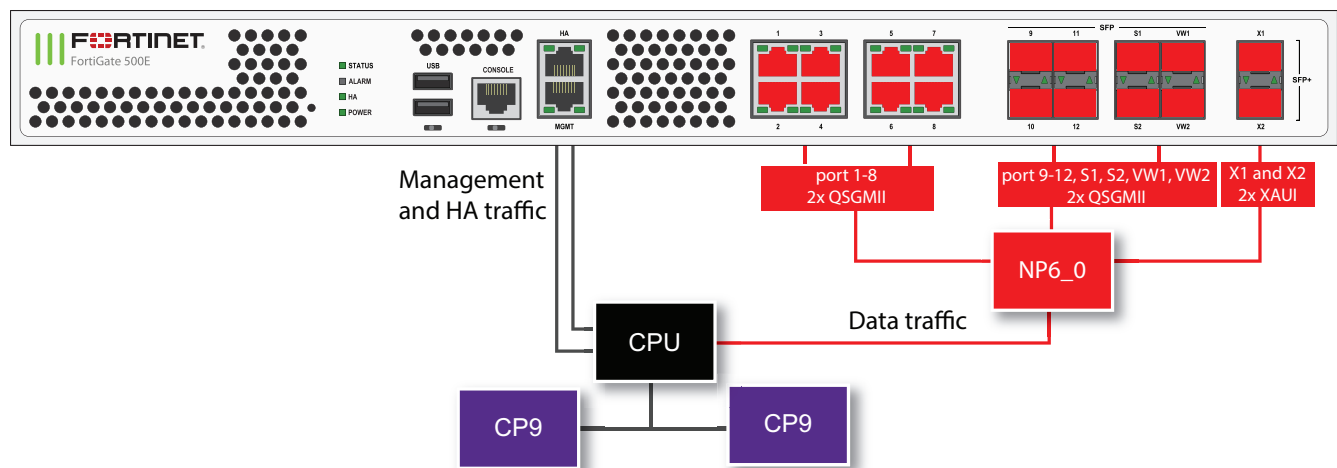 FORTINET
FortiGate 500E
STATUS
ALARM
HA
POWER
USB
CONSOLE
HA
MGMT
1 3
2 4
5 7
6 8
SFP
9 11 S1 VW1
10 12 S2 VW2
X1
X2
SFP+
Management
and HA traffic
port 1-8
2x QSGMII
port 9-12, S1, S2, VW1, VW2
2x QSGMII
X1 and X2
2x XAUI
NP6_0
Data traffic
CPU
CP9
CP9